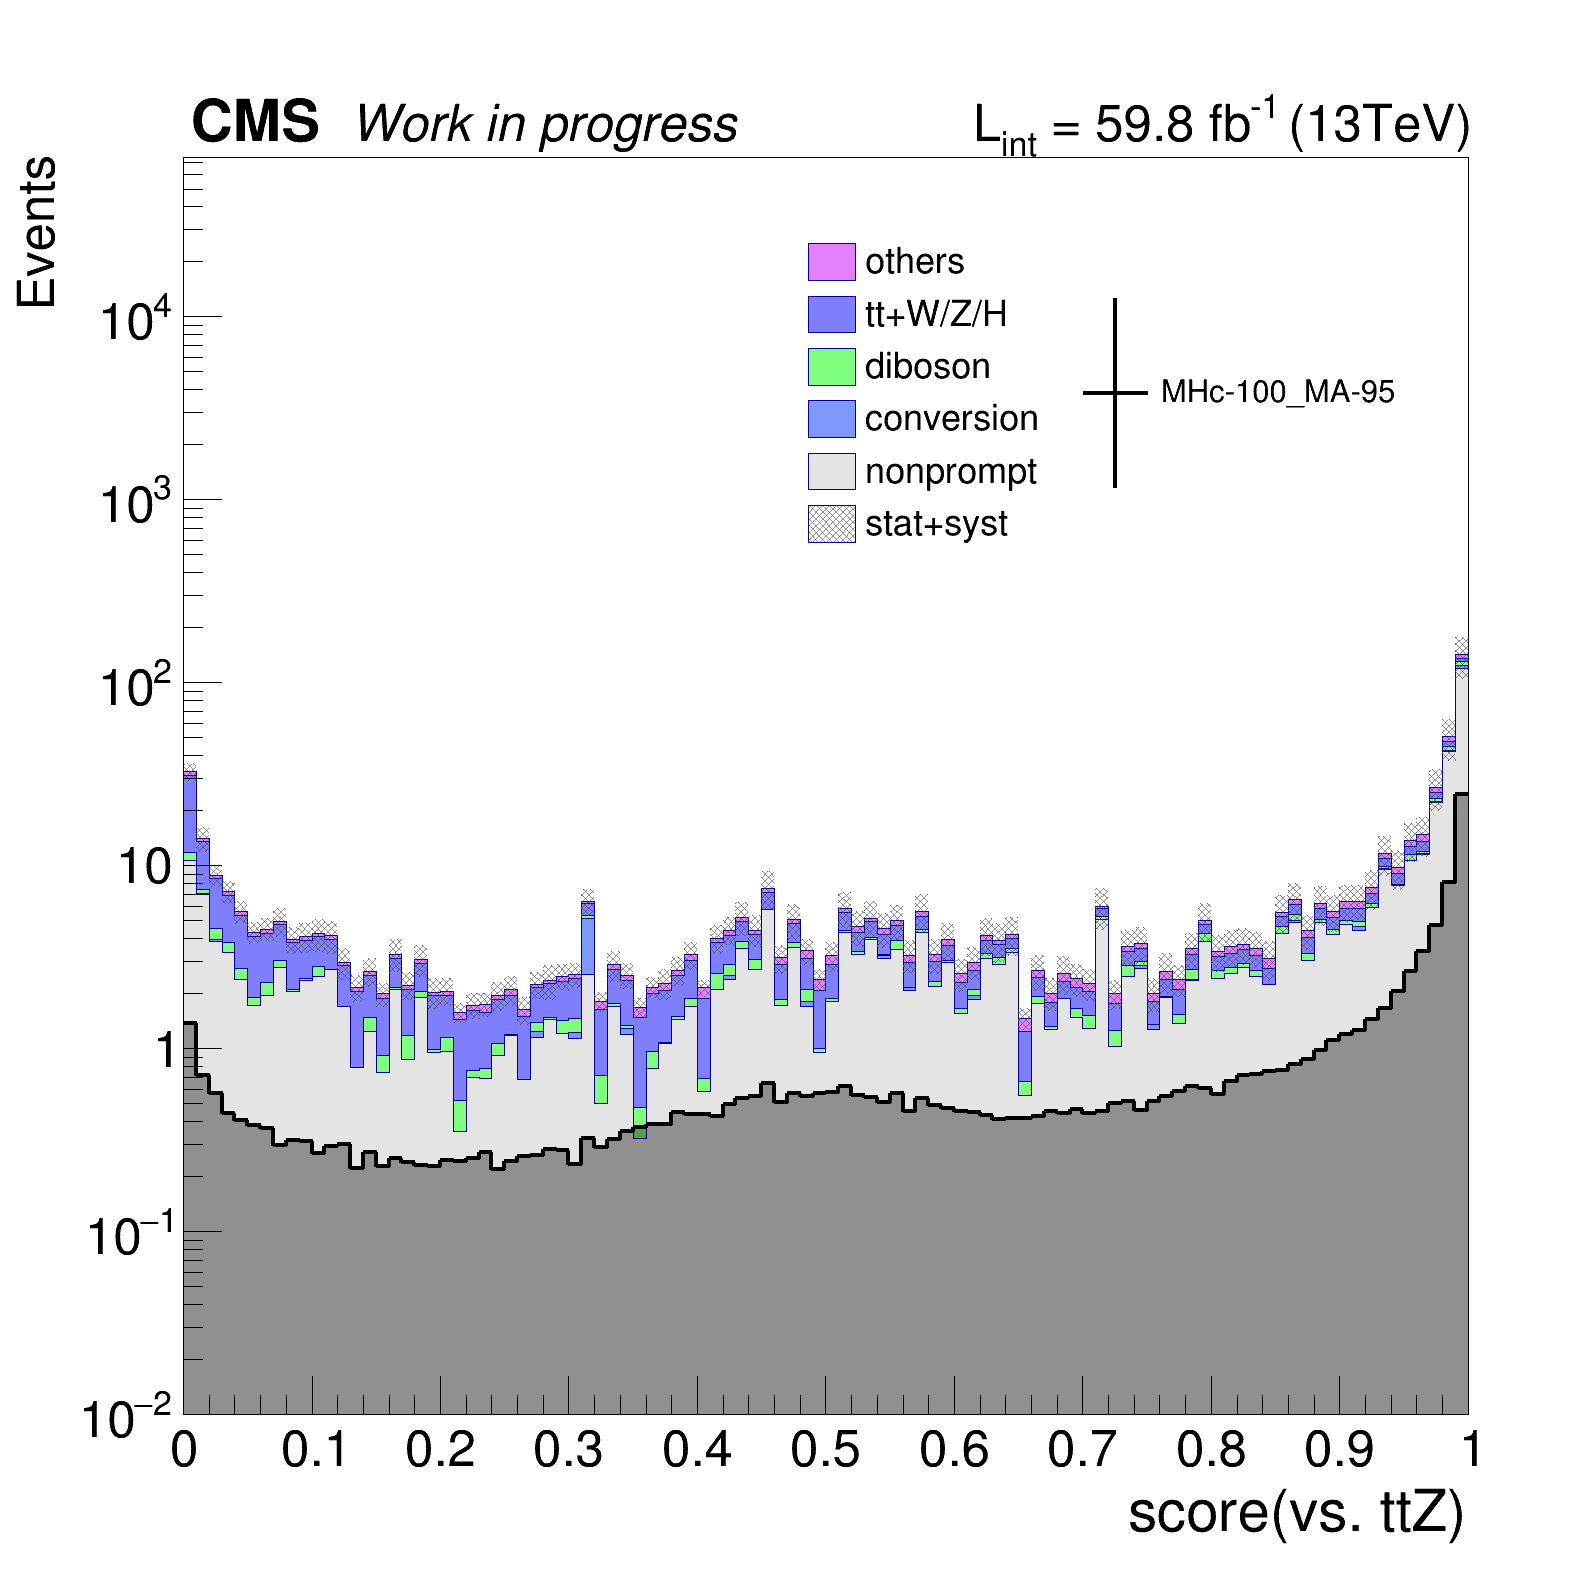 CMS Work in progress
L_int = 59.8 fb^-1 (13TeV)
Events
others
tt+W/Z/H
diboson
conversion
nonprompt
stat+syst
MHc-100_MA-95
10^4
10^3
10^2
10
1
10^−1
10^−2
0 0.1 0.2 0.3 0.4 0.5 0.6 0.7 0.8 0.9 1
score(vs. ttZ)